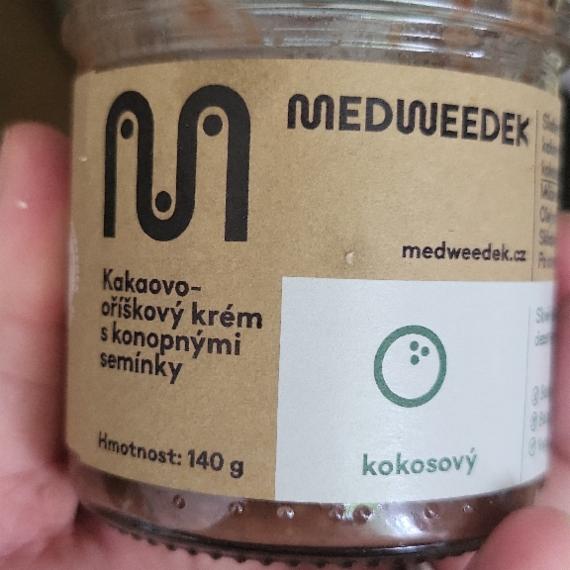 MEDWEEDEK
medweedek.cz
Kakaovo-
oříškový krém
s konopnými
semínky
Hmotnost: 140 g
kokosový